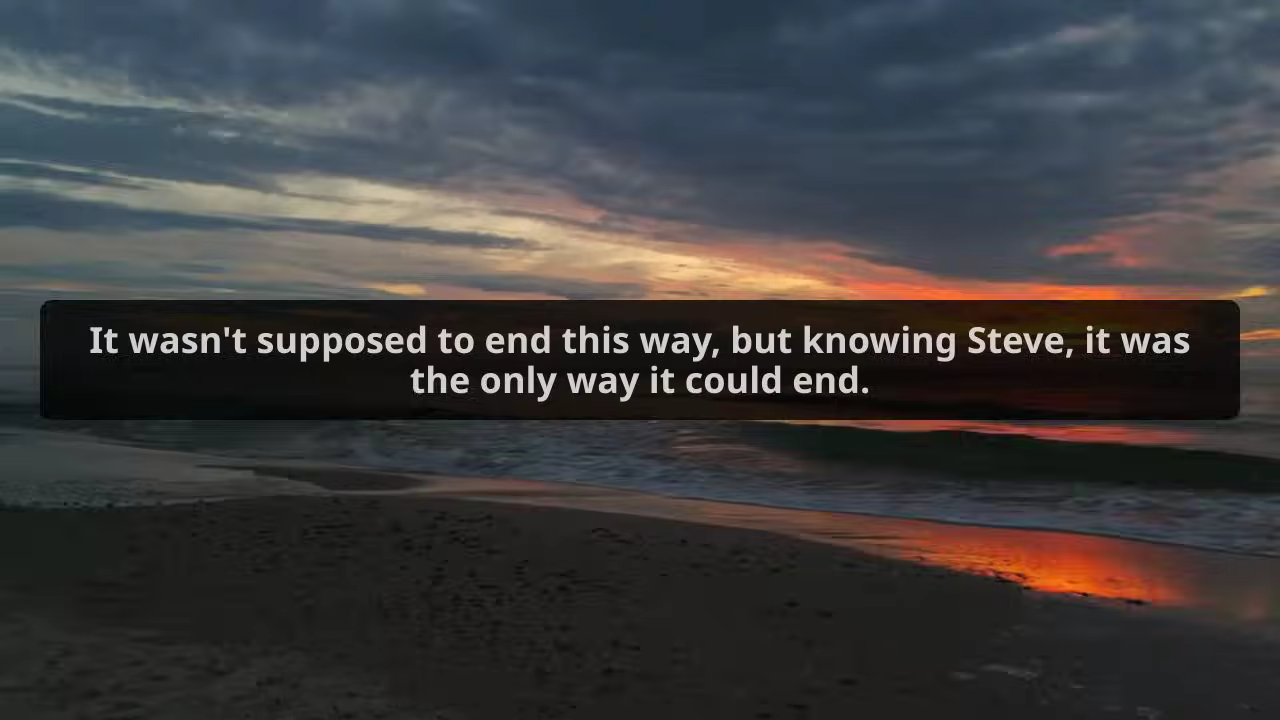 It wasn't supposed to end this way, but knowing Steve, it was
the only way it could end.